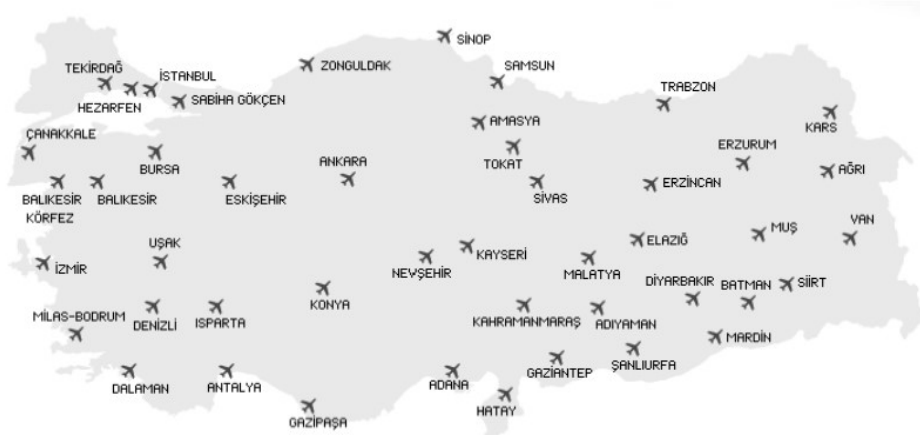 SİNOP
ZONGULDAK
SAMSUN
TEKİRDAĞ
İSTANBUL
TRABZON
HEZARFEN
SABİHA GÖKÇEN
KARS
AMASYA
ÇANAKKALE
BURSA
ANKARA
TOKAT
ERZURUM
AĞRI
BALIKESİR
KÖRFEZ
BALIKESİR
ESKİŞEHİR
SİVAS
ERZİNCAN
VAN
UŞAK
MUŞ
ELAZIĞ
KAYSERİ
İZMİR
NEVŞEHİR
MALATYA
DİYARBAKIR
BATMAN
SİİRT
KONYA
MİLAS-BODRUM
DENİZLİ
ISPARTA
KAHRAMANMARAŞ
ADIYAMAN
MARDİN
ŞANLIURFA
GAZİANTEP
DALAMAN
ANTALYA
ADANA
HATAY
GAZİPAŞA